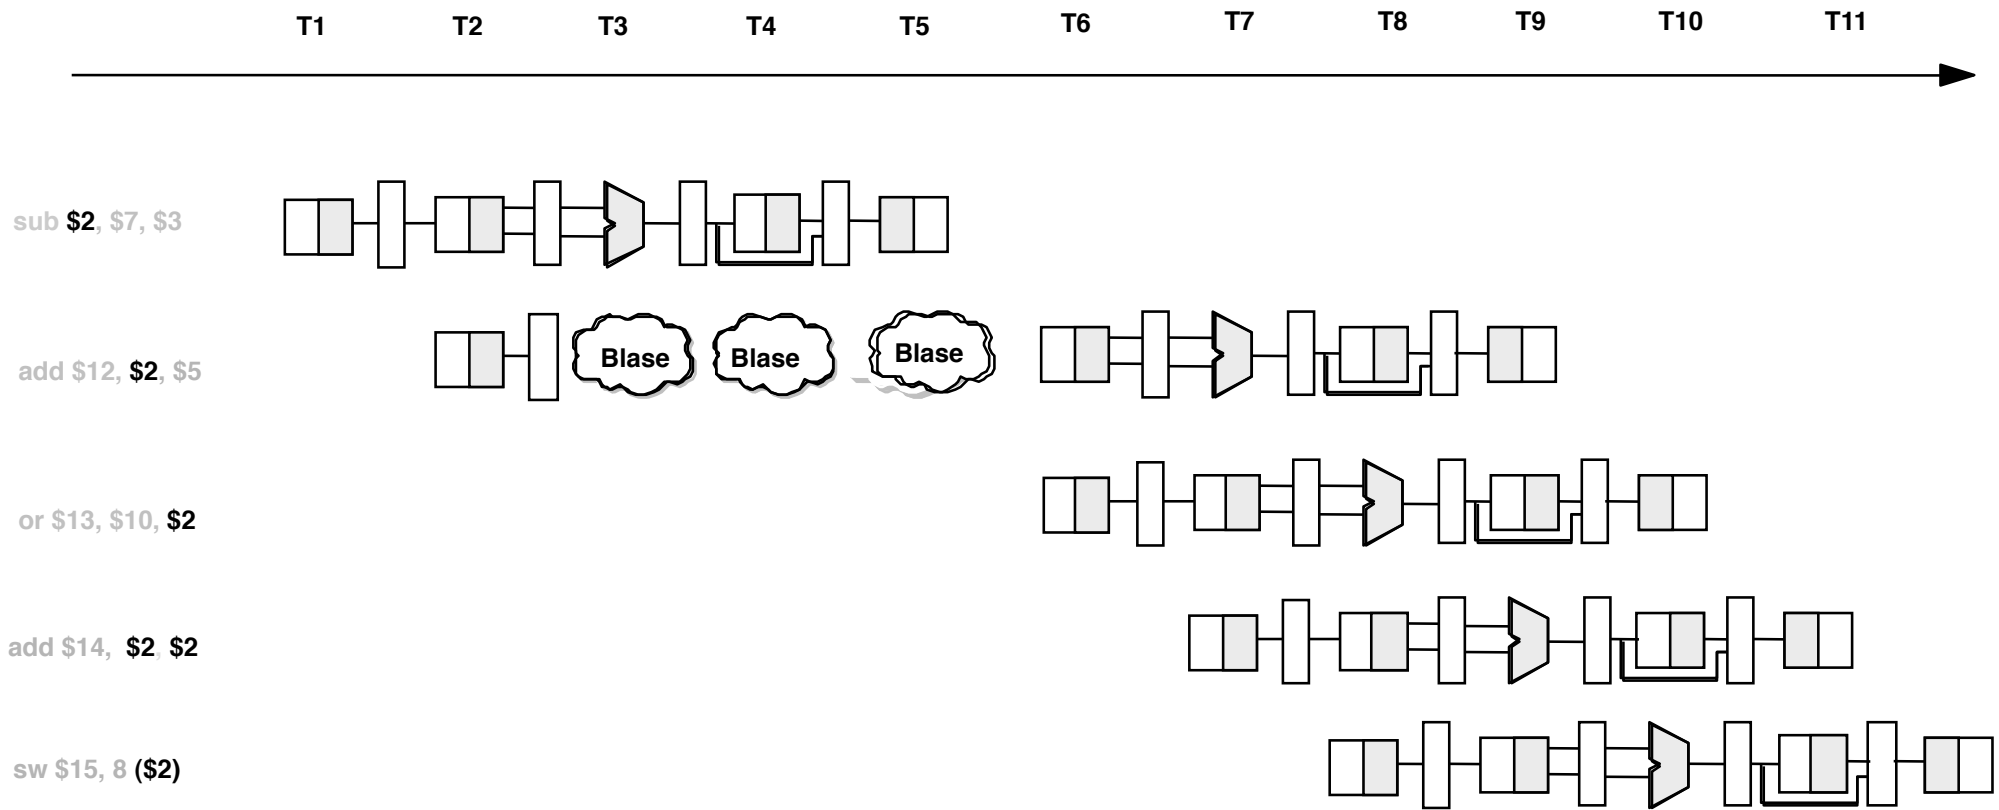 T1 T2 T3 T4 T5 T6 T7 T8 T9 T10 T11
sub $2, $7, $3
add $12, $2, $5
Blase Blase Blase
or $13, $10, $2
add $14, $2, $2
sw $15, 8 ($2)